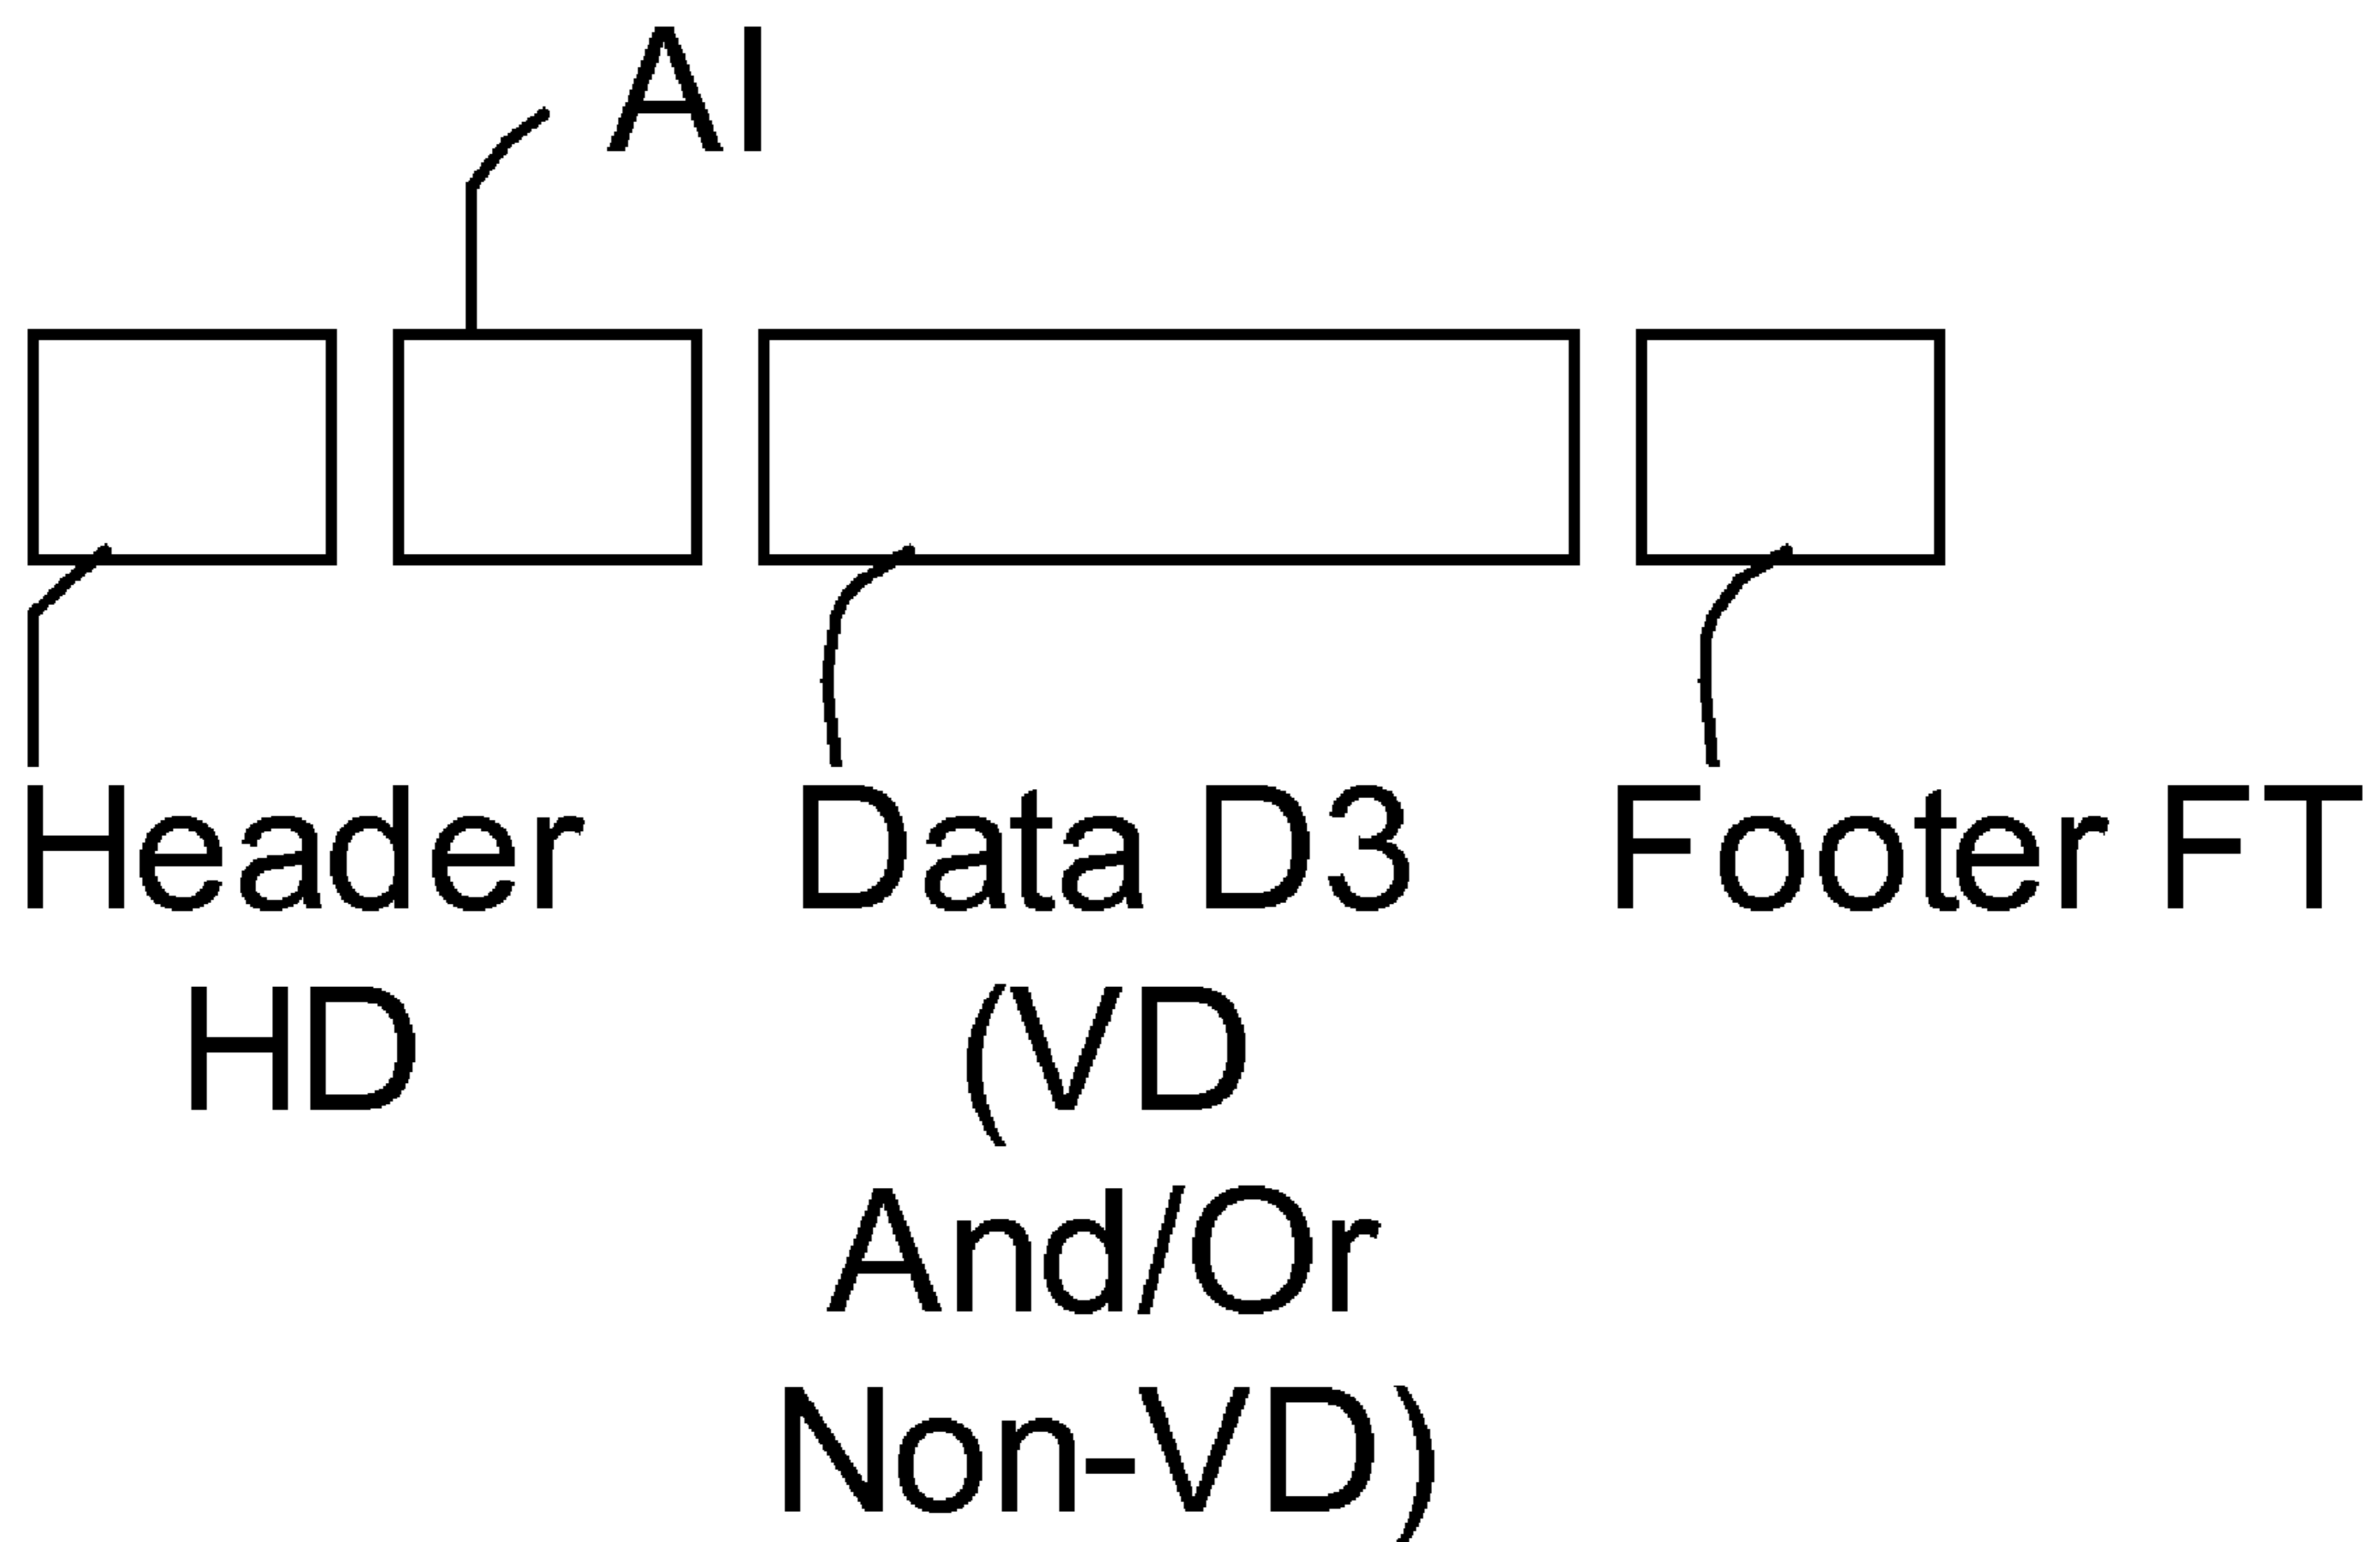 AI
Header
HD
Data D3
(VD
And/Or
Non-VD)
Footer FT